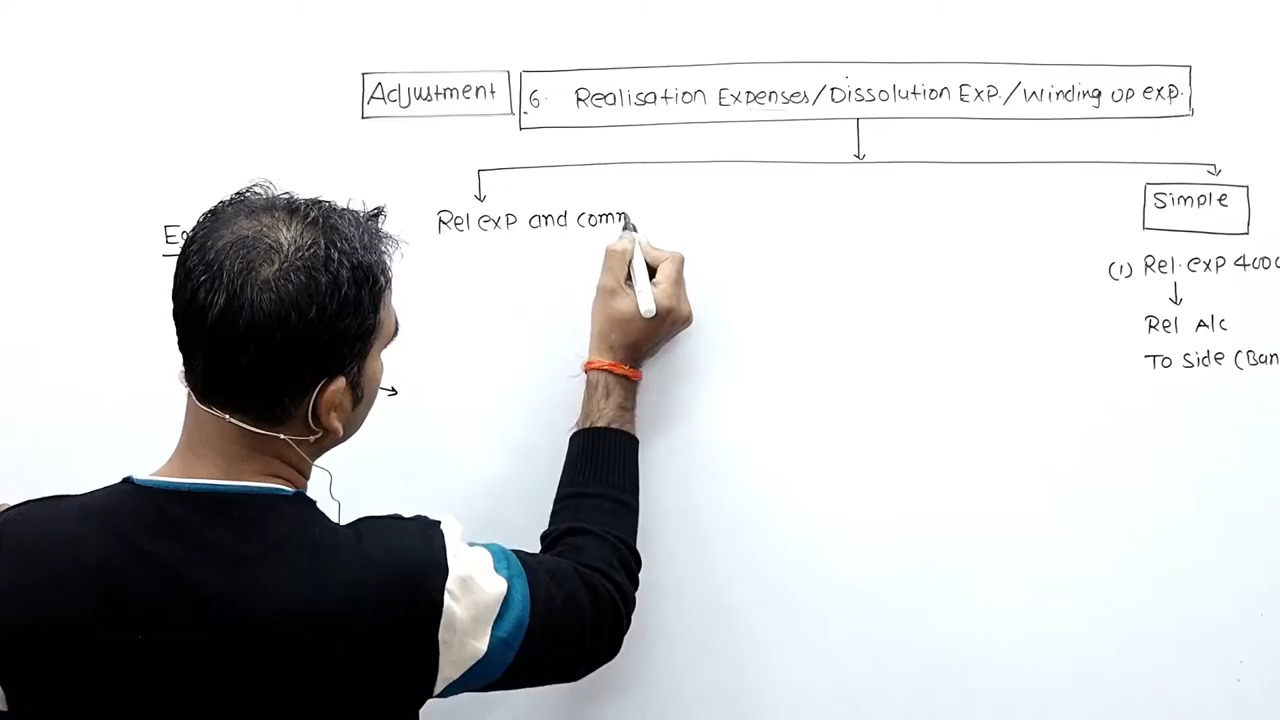 Adjustment
6. Realisation Expenses/Dissolution Exp./Winding up exp.
Rel exp and comm
Simple
(1) Rel. exp 400
Rel A/c
To Side (Ban